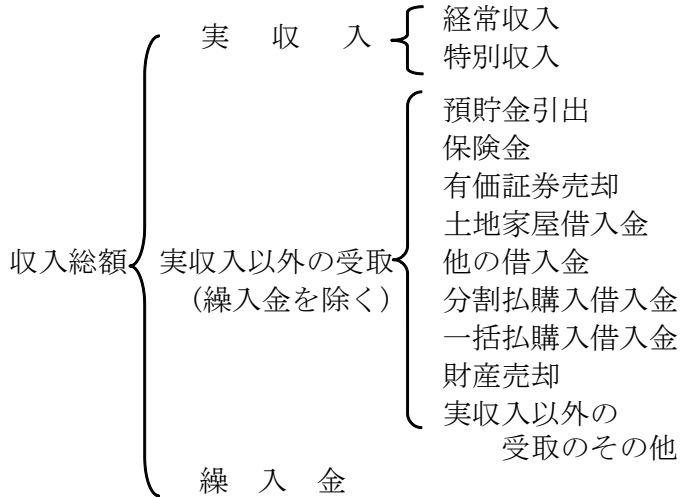 実収入
経常収入
特別収入
預貯金引出
保険金
有価証券売却
土地家屋借入金
収入総額
実収入以外の受取
(繰入金を除く)
他の借入金
分割払購入借入金
一括払購入借入金
財産売却
実収入以外の
受取のその他
繰入金